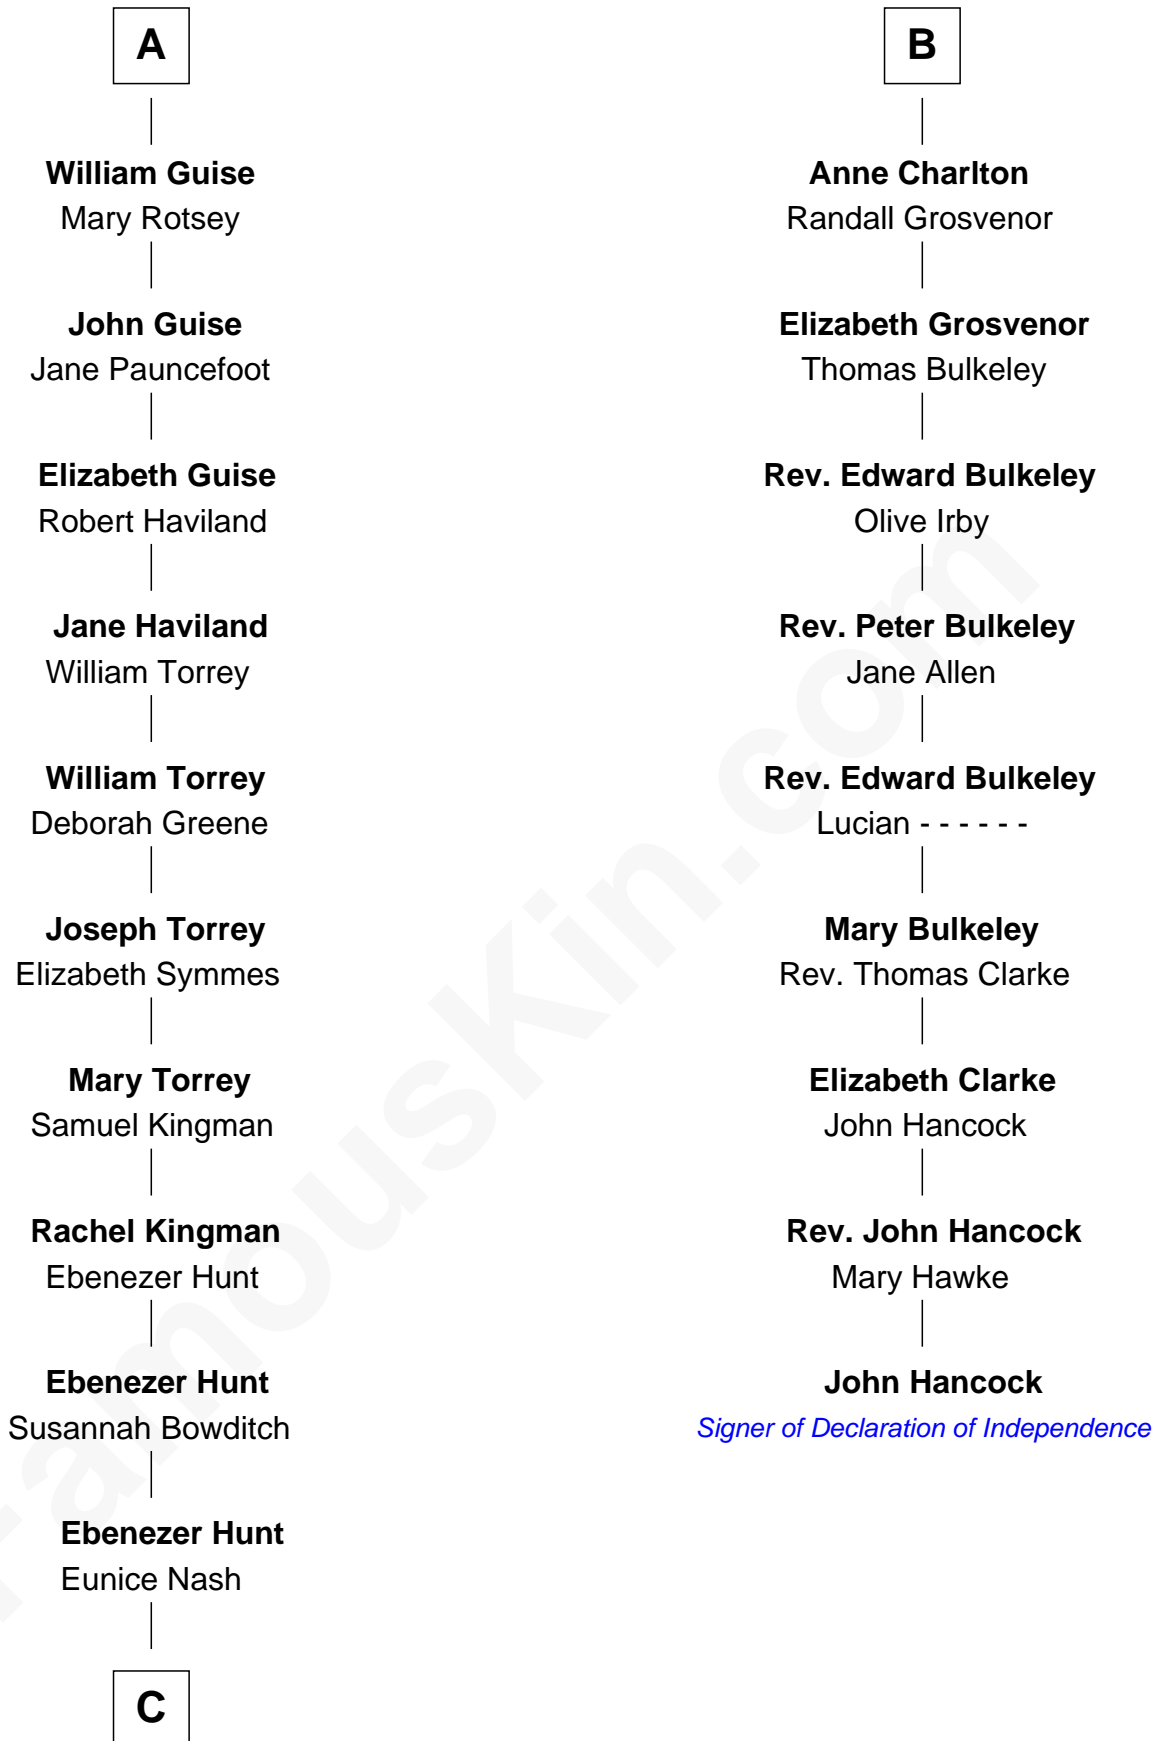 A
William Guise
Mary Rotsey
John Guise
Jane Pauncefoot
Elizabeth Guise
Robert Haviland
Jane Haviland
William Torrey
William Torrey
Deborah Greene
Joseph Torrey
Elizabeth Symmes
Mary Torrey
Samuel Kingman
Rachel Kingman
Ebenezer Hunt
Ebenezer Hunt
Susannah Bowditch
Ebenezer Hunt
Eunice Nash
C
B
Anne Charlton
Randall Grosvenor
Elizabeth Grosvenor
Thomas Bulkeley
Rev. Edward Bulkeley
Olive Irby
Rev. Peter Bulkeley
Jane Allen
Rev. Edward Bulkeley
Lucian - - - - - -
Mary Bulkeley
Rev. Thomas Clarke
Elizabeth Clarke
John Hancock
Rev. John Hancock
Mary Hawke
John Hancock
Signer of Declaration of Independence
FamousKin.com